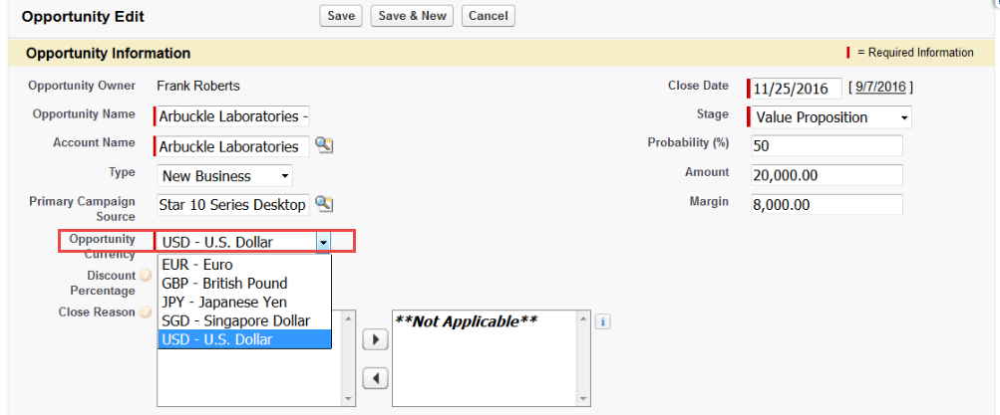 Opportunity Edit Save Save & New Cancel
Opportunity Information = Required Information
Opportunity Owner Frank Roberts
Opportunity Name Arbuckle Laboratories -
Account Name Arbuckle Laboratories
Type New Business
Primary Campaign Source Star 10 Series Desktop
Opportunity Currency USD - U.S. Dollar
EUR - Euro
GBP - British Pound
JPY - Japanese Yen
SGD - Singapore Dollar
USD - U.S. Dollar
Discount Percentage
Close Reason
**Not Applicable**
Close Date 11/25/2016 [ 9/7/2016 ]
Stage Value Proposition
Probability (%) 50
Amount 20,000.00
Margin 8,000.00